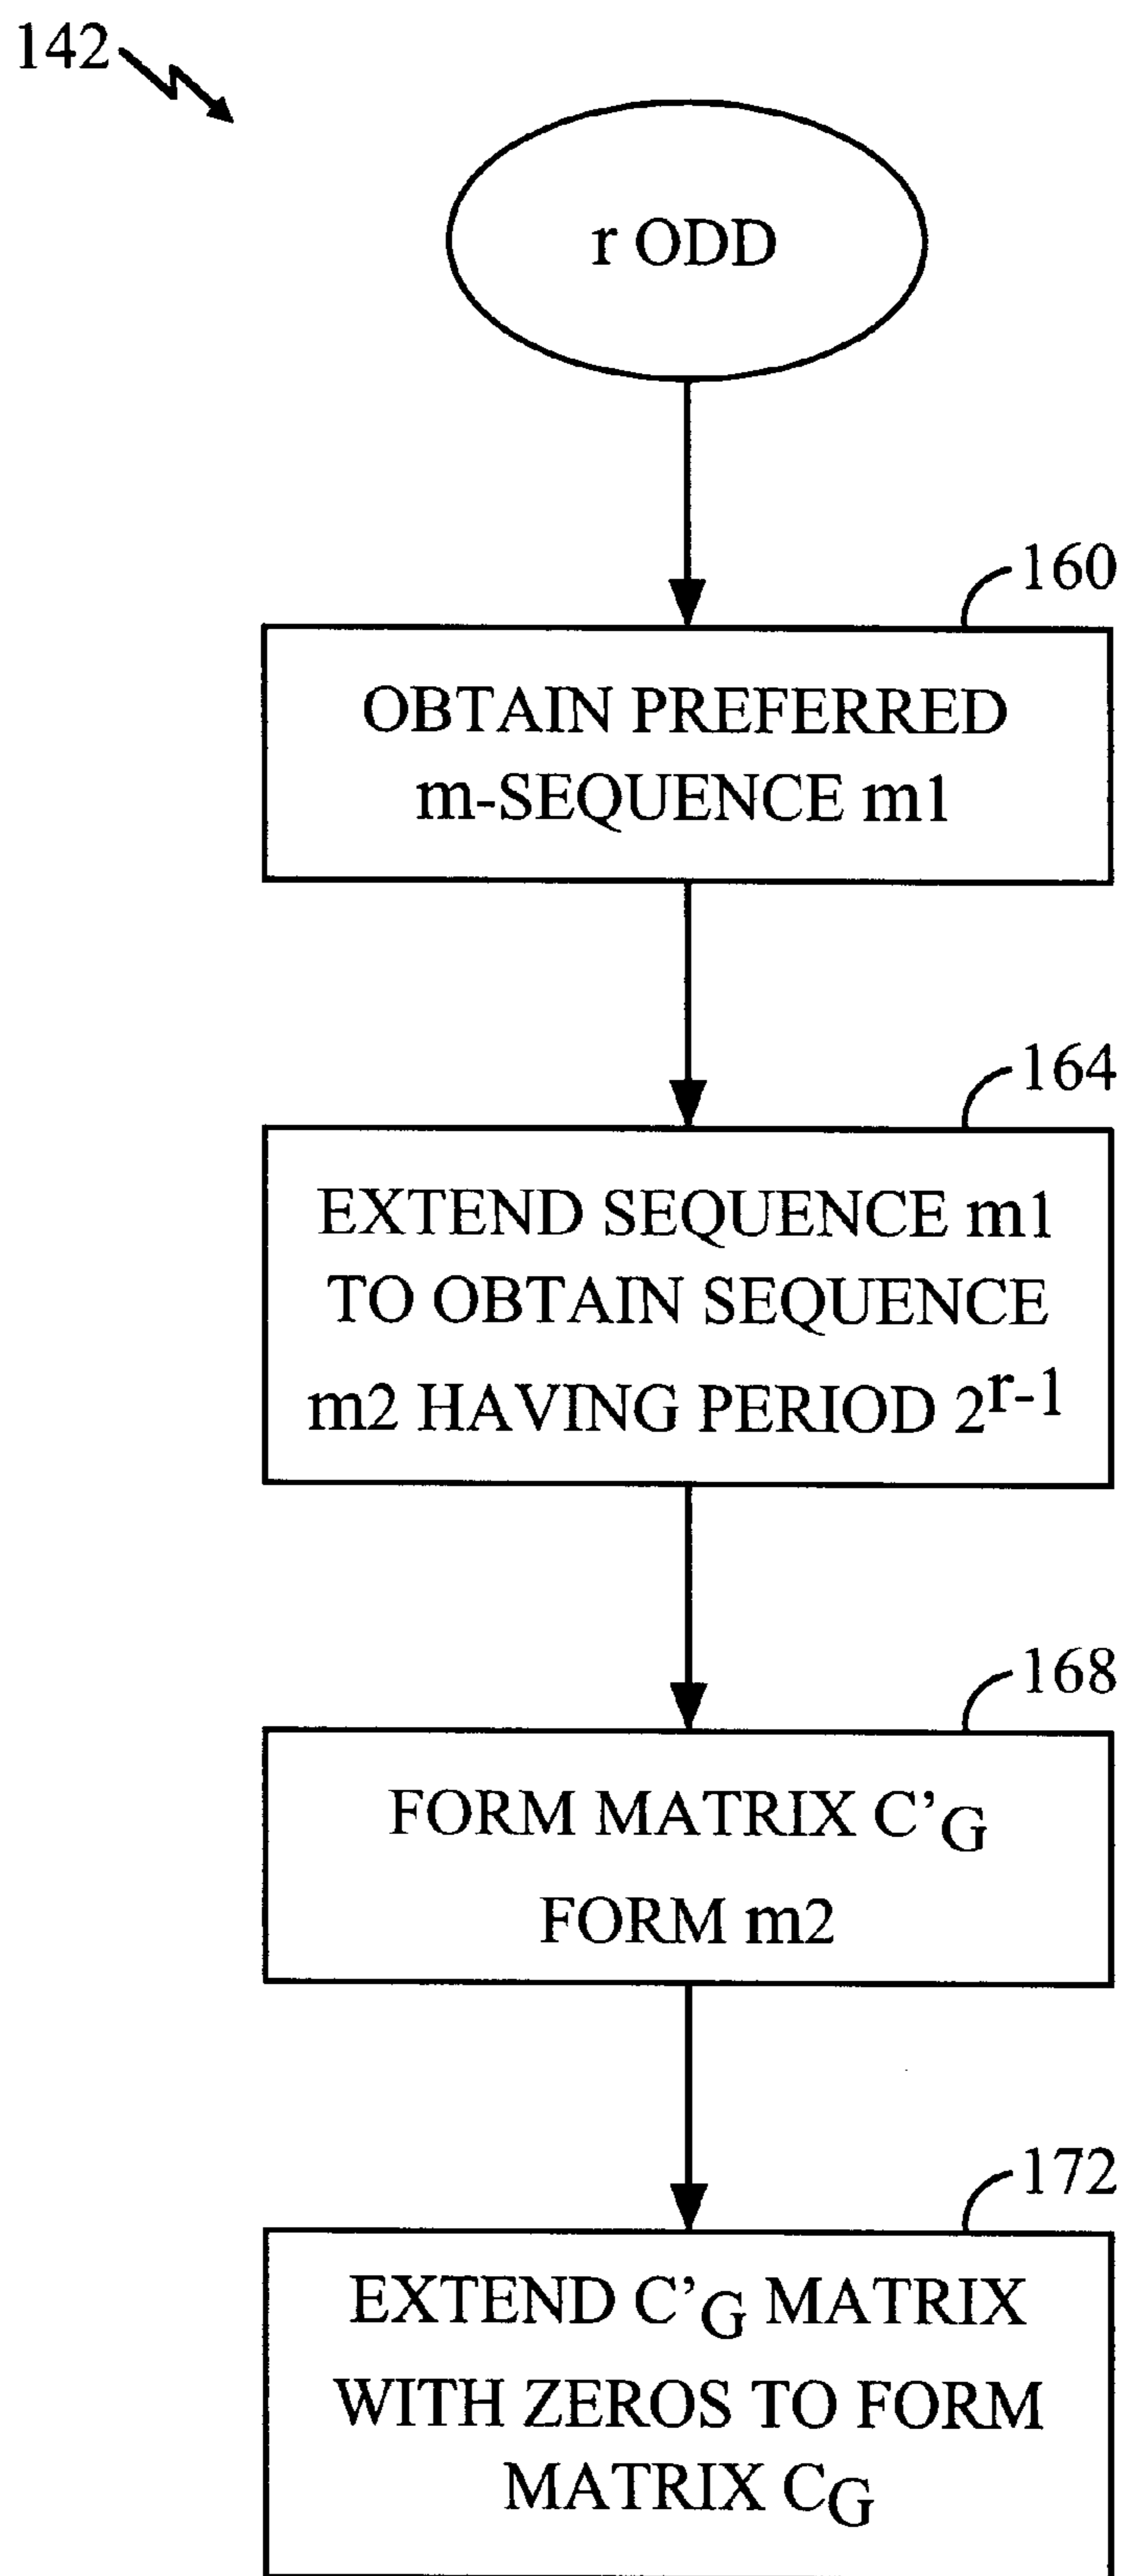 142
r ODD
160
OBTAIN PREFERRED
m-SEQUENCE m1
164
EXTEND SEQUENCE m1
TO OBTAIN SEQUENCE
m2 HAVING PERIOD 2^r-1
168
FORM MATRIX C’G
FORM m2
172
EXTEND C’G MATRIX
WITH ZEROS TO FORM
MATRIX CG